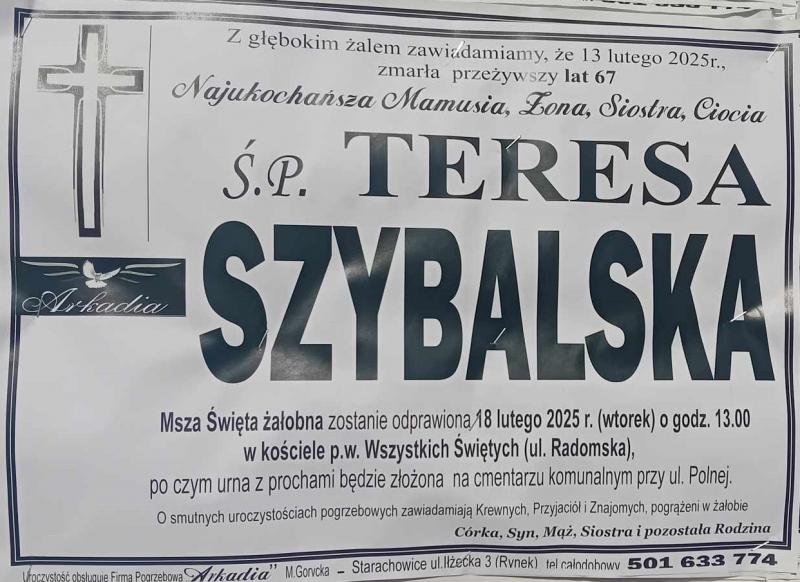 Z głębokim żalem zawiadamiamy, że 13 lutego 2025r.,
zmarła przeżywszy lat 67
Najukochańsza Mamusia, Żona, Siostra, Ciocia
Ś.P. TERESA
Arkadia
SZYBALSKA
Msza Święta żałobna zostanie odprawiona 18 lutego 2025 r. (wtorek) o godz. 13.00
w kościele p.w. Wszystkich Świętych (ul. Radomska),
po czym urna z prochami będzie złożona na cmentarzu komunalnym przy ul. Polnej.
O smutnych uroczystościach pogrzebowych zawiadamiają Krewnych, Przyjaciół i Znajomych, pogrążeni w żałobie
Córka, Syn, Mąż, Siostra i pozostała Rodzina
Uroczystość obsługuje Firma Pogrzebowa "Arkadia" M.Gorycka – Starachowice ul.Iłżecka 3 (Rynek) tel.całodobowy 501 633 774